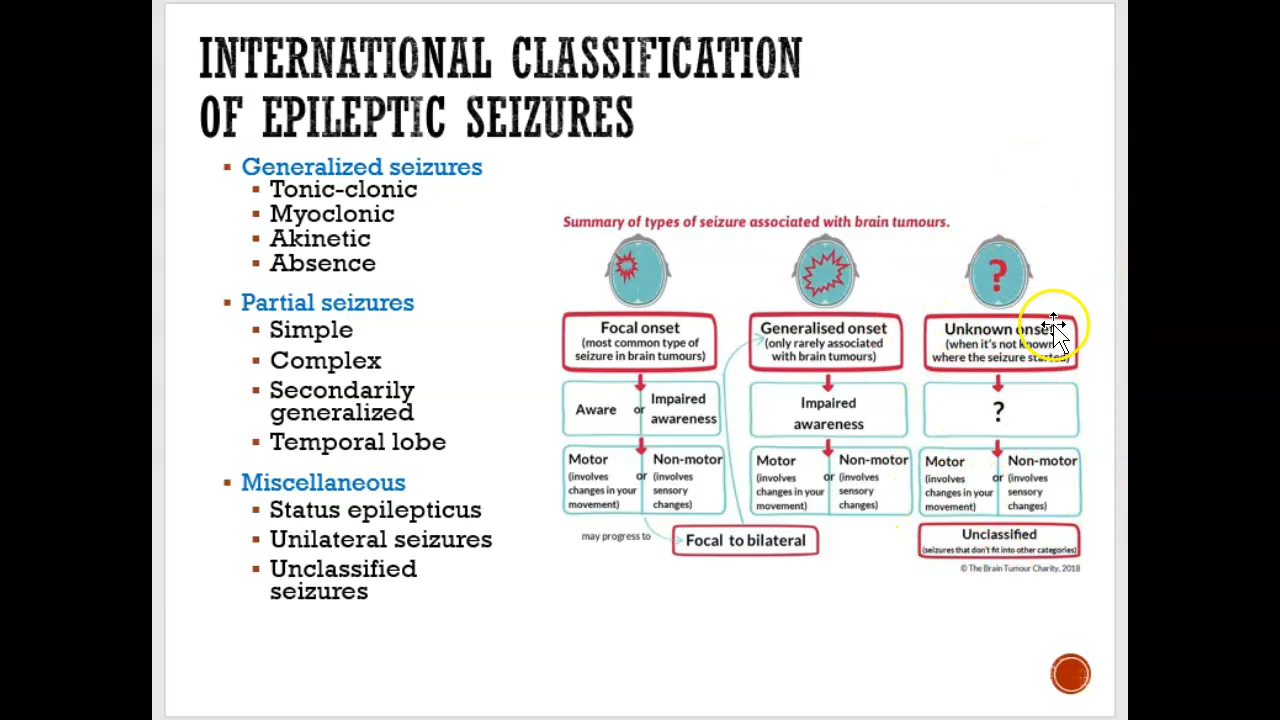 INTERNATIONAL CLASSIFICATION
OF EPILEPTIC SEIZURES
Generalized seizures
Tonic-clonic
Myoclonic
Akinetic
Absence
Partial seizures
Simple
Complex
Secondarily
generalized
Temporal lobe
Miscellaneous
Status epilepticus
Unilateral seizures
Unclassified
seizures
Summary of types of seizure associated with brain tumours.
?
Focal onset
(most common type of
seizure in brain tumours)
Generalised onset
(only rarely associated
with brain tumours)
Unknown onset
(when it's not known
where the seizure started)
Aware or Impaired
awareness
Impaired
awareness
?
Motor
(involves
changes in your
movement)
or
Non-motor
(involves
sensory
changes)
Motor
(involves
changes in your
movement)
or
Non-motor
(involves
sensory
changes)
Motor
(involves
changes in your
movement)
or
Non-motor
(involves
sensory
changes)
may progress to
Focal to bilateral
Unclassified
(seizures that don't fit into other categories)
© The Brain Tumour Charity, 2018